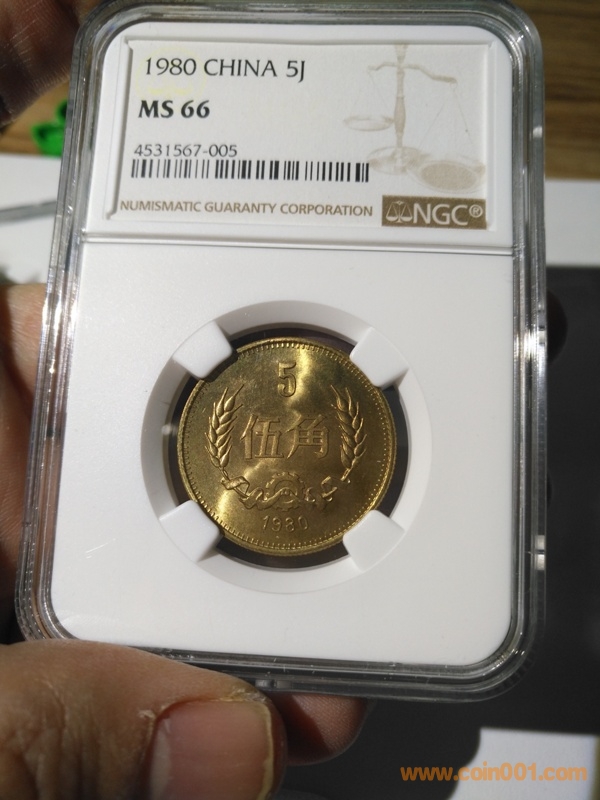 1980 CHINA 5J
MS 66
4531567-005
NUMISMATIC GUARANTY CORPORATION
NGC®
5
伍角
1980
www.coin001.com